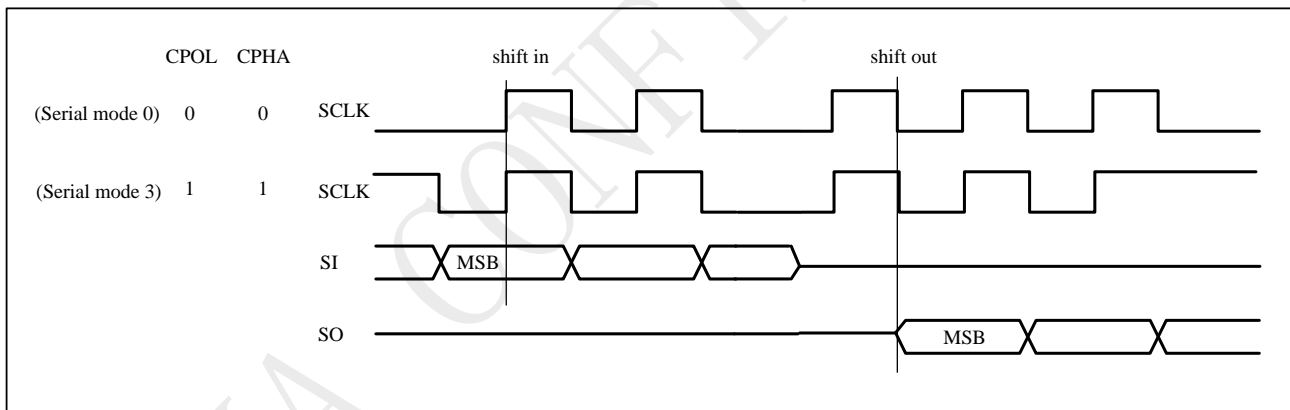 CPOL CPHA shift in shift out
(Serial mode 0) 0 0 SCLK
(Serial mode 3) 1 1 SCLK
SI MSB
SO MSB